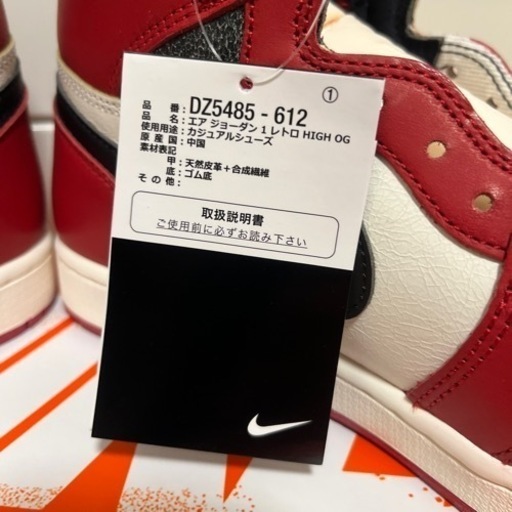 ①
品番：DZ5485 - 612
品名：エア ジョーダン 1 レトロ HIGH OG
使用用途：カジュアルシューズ
原産国：中国
素材表記
甲：天然皮革＋合成繊維
底：ゴム底
その他：
取扱説明書
ご使用前に必ずお読み下さい